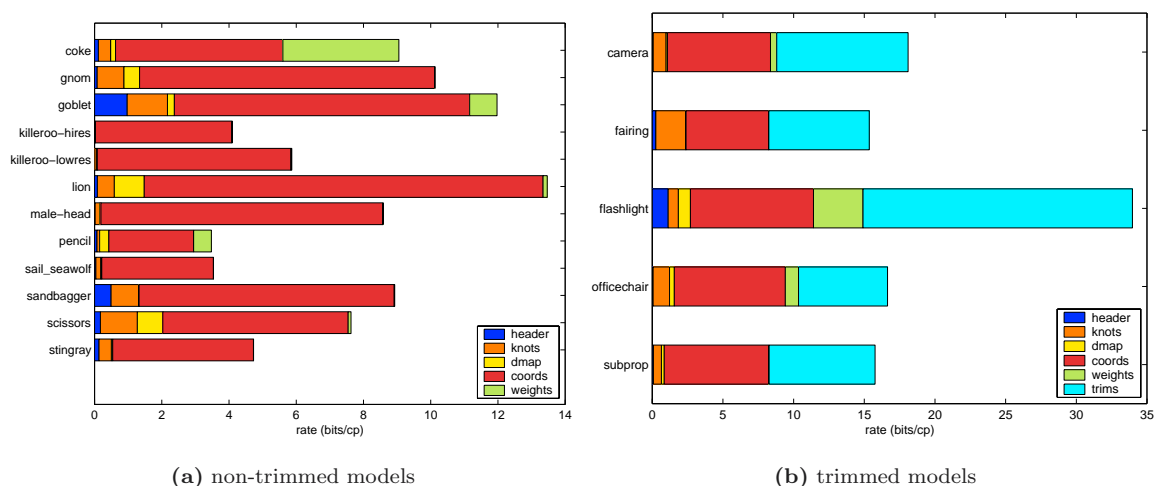 coke
gnom
goblet
killeroo−hires
killeroo−lowres
lion
male−head
pencil
sail_seawolf
sandbagger
scissors
stingray
header
knots
dmap
coords
weights
0 2 4 6 8 10 12 14
rate (bits/cp)
(a) non-trimmed models
camera
fairing
flashlight
officechair
subprop
header
knots
dmap
coords
weights
trims
0 5 10 15 20 25 30 35
rate (bits/cp)
(b) trimmed models